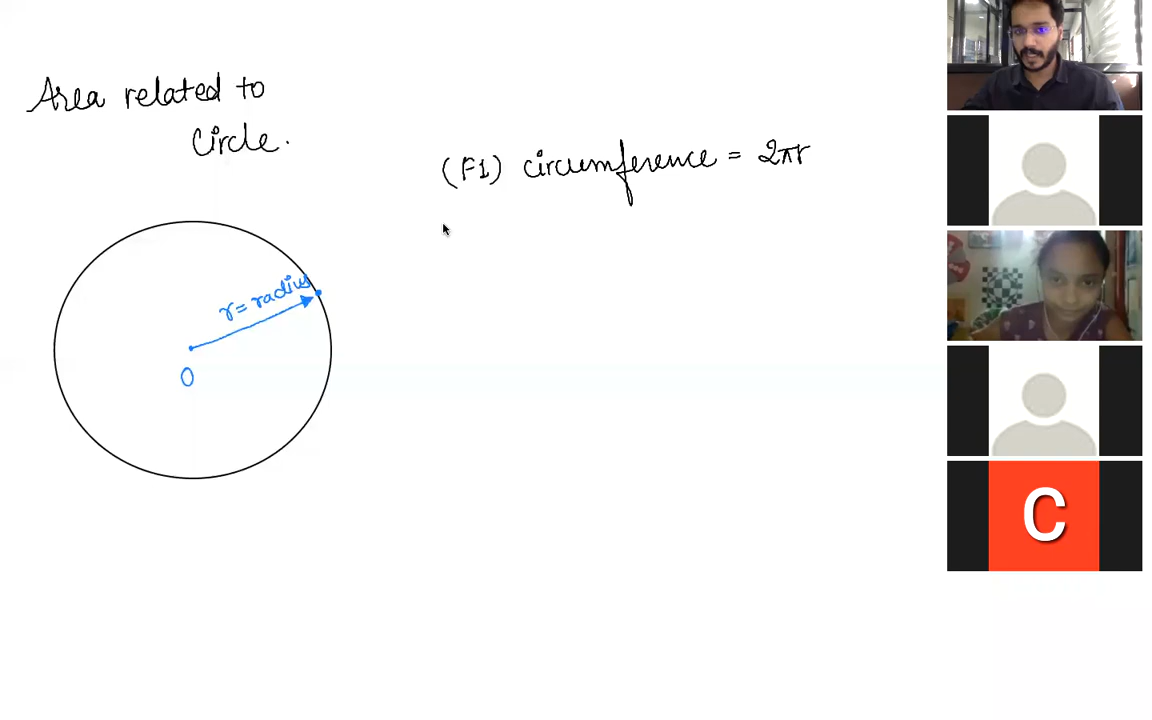 Area related to
Circle.
(F1) circumference = 2πr
r= radius
O
C